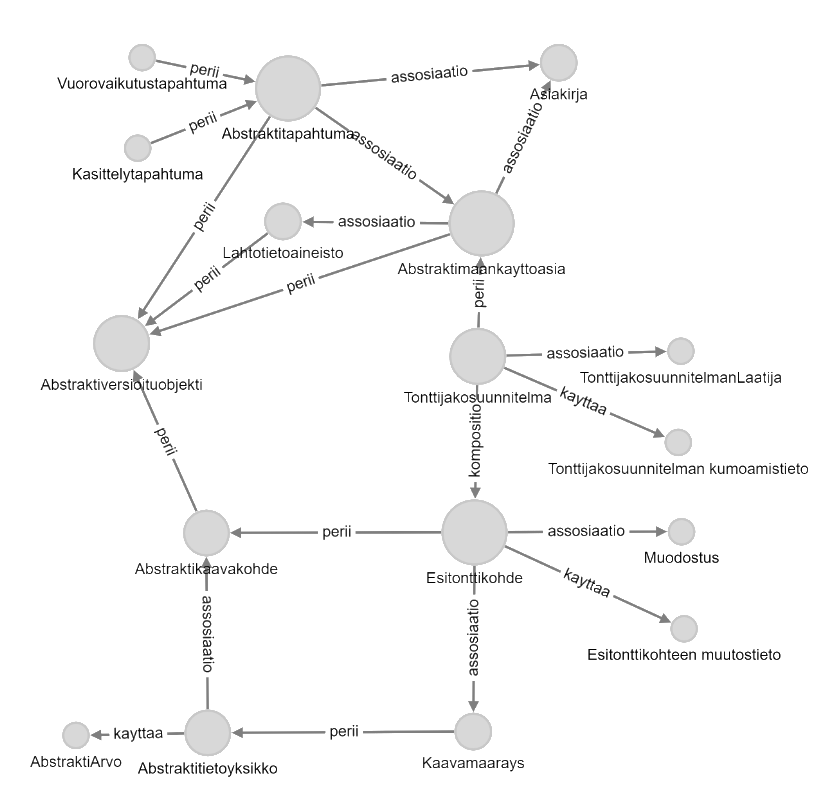 perii
Vuorovaikutustapahtuma
assosiaatio
Asiakirja
perii
Abstraktitapahtuma
assosiaatio
assosiaatio
Kasittelytapahtuma
perii
assosiaatio
Lahtotietoaineisto
perii
perii
Abstraktimaankayttoasia
perii
assosiaatio
Abstraktiversioituobjekti
TonttijakosuunnitelmanLaatija
Tonttijakosuunnitelma
kayttaa
perii
kompositio
Tonttijakosuunnitelman kumoamistieto
perii
assosiaatio
Muodostus
Abstraktikaavakohde
Esitonttikohde
kayttaa
assosiaatio
assosiaatio
Esitonttikohteen muutostieto
kayttaa
perii
AbstraktiArvo
Abstraktitietoyksikko
Kaavamaarays